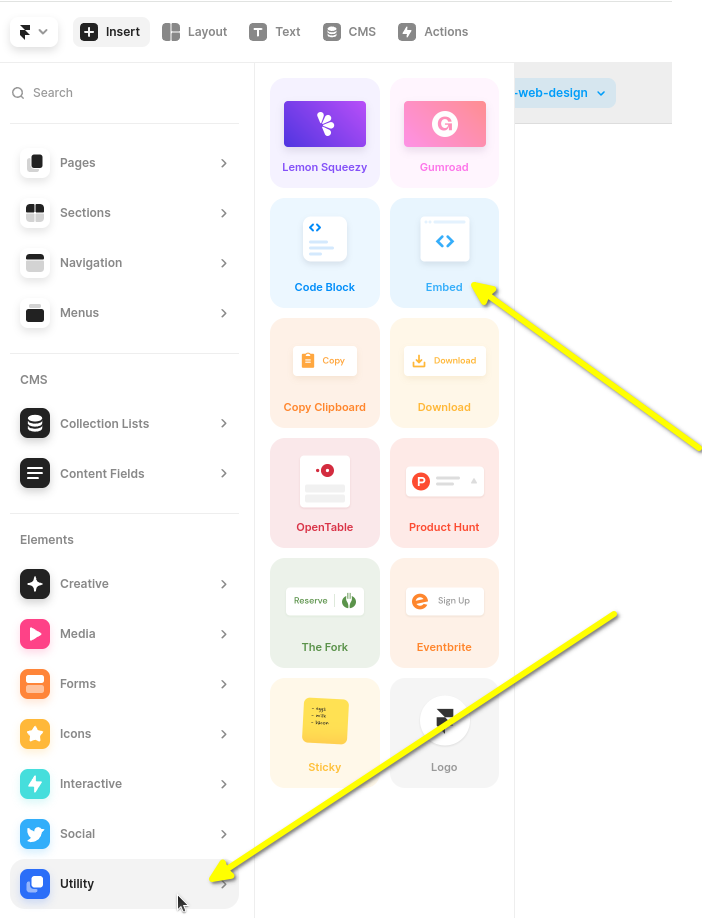 Insert
Layout
Text
CMS
Actions
Search
Pages
Sections
Navigation
Menus
CMS
Collection Lists
Content Fields
Elements
Creative
Media
Forms
Icons
Interactive
Social
Utility
-web-design
Lemon Squeezy
G
Gumroad
Code Block
Embed
Copy
Copy Clipboard
Download
Download
OpenTable
P
Product Hunt
Reserve
The Fork
Sign Up
Eventbrite
Sticky
Logo